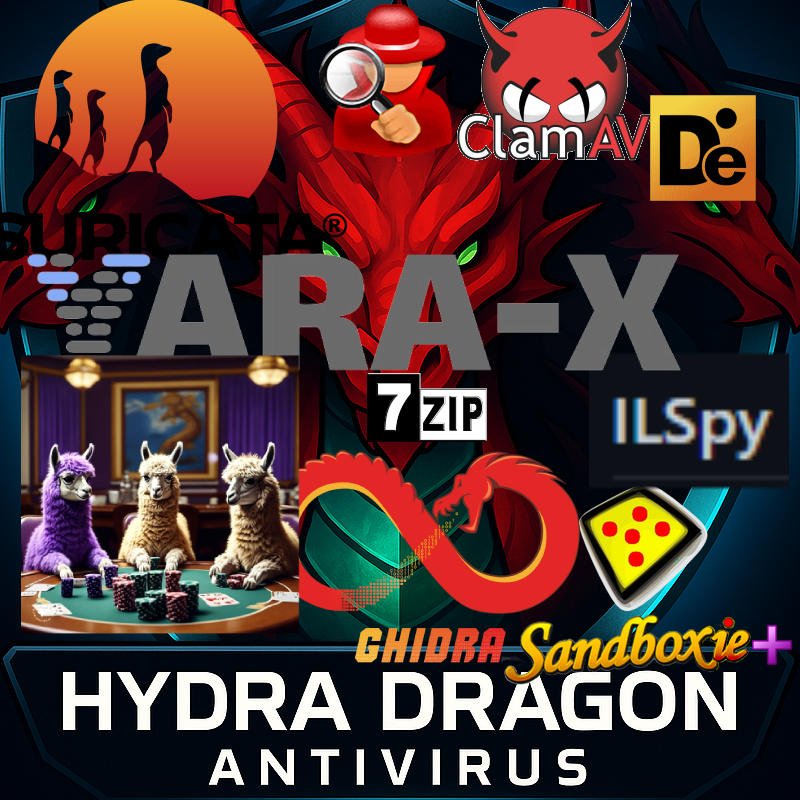 ClamAV
De
SURICATA®
YARA-X
7ZIP
ILSpy
GHIDRA
Sandboxie+
HYDRA DRAGON
ANTIVIRUS